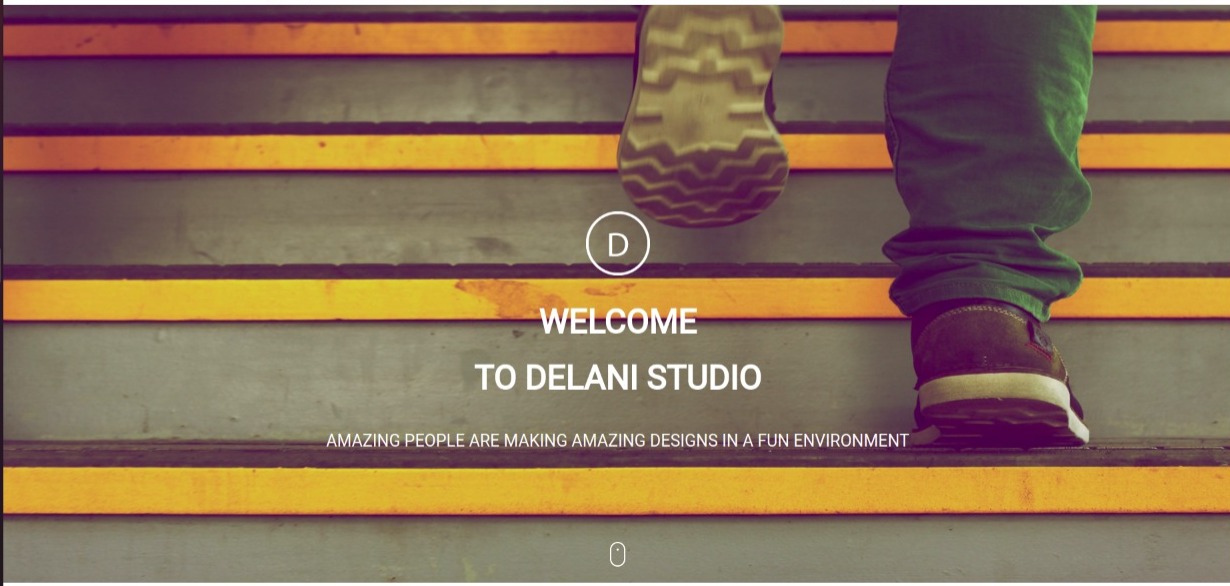 D
WELCOME
TO DELANI STUDIO
AMAZING PEOPLE ARE MAKING AMAZING DESIGNS IN A FUN ENVIRONMENT